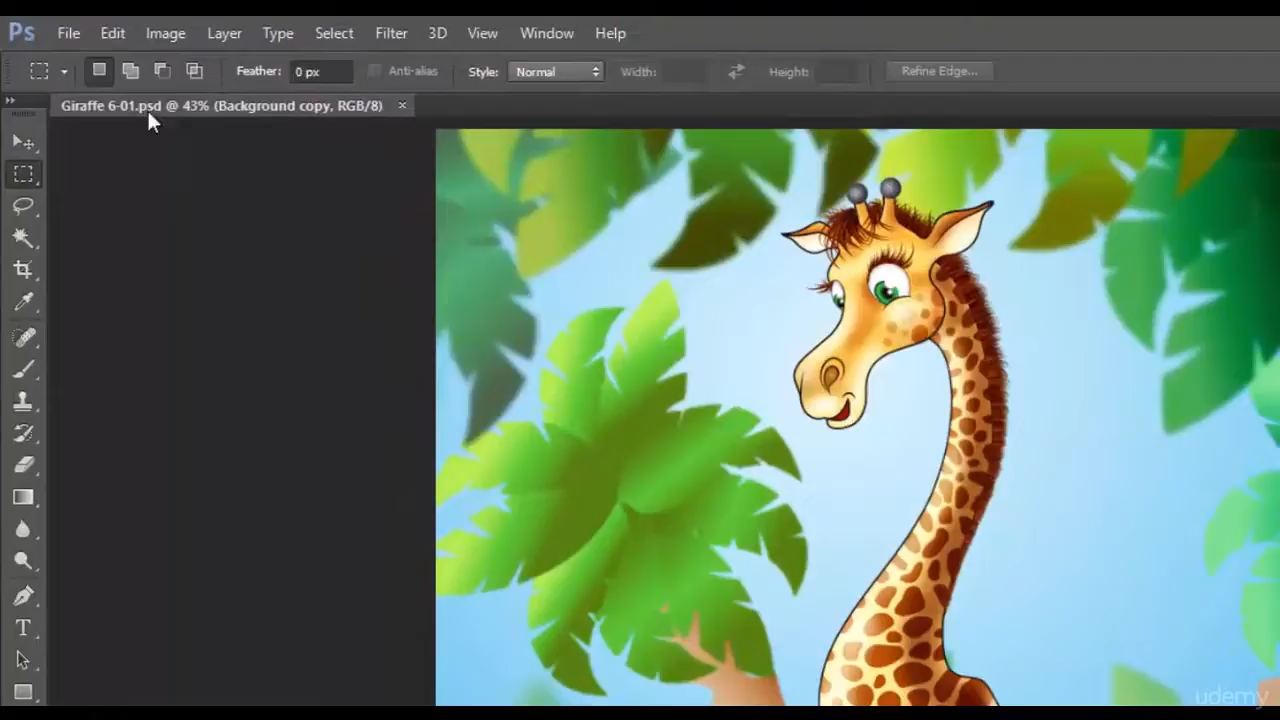 Ps File Edit Image Layer Type Select Filter 3D View Window Help
Feather: 0 px Anti-alias Style: Normal Width: Height: Refine Edge...
Giraffe 6-01.psd @ 43% (Background copy, RGB/8) ×
T
udemy